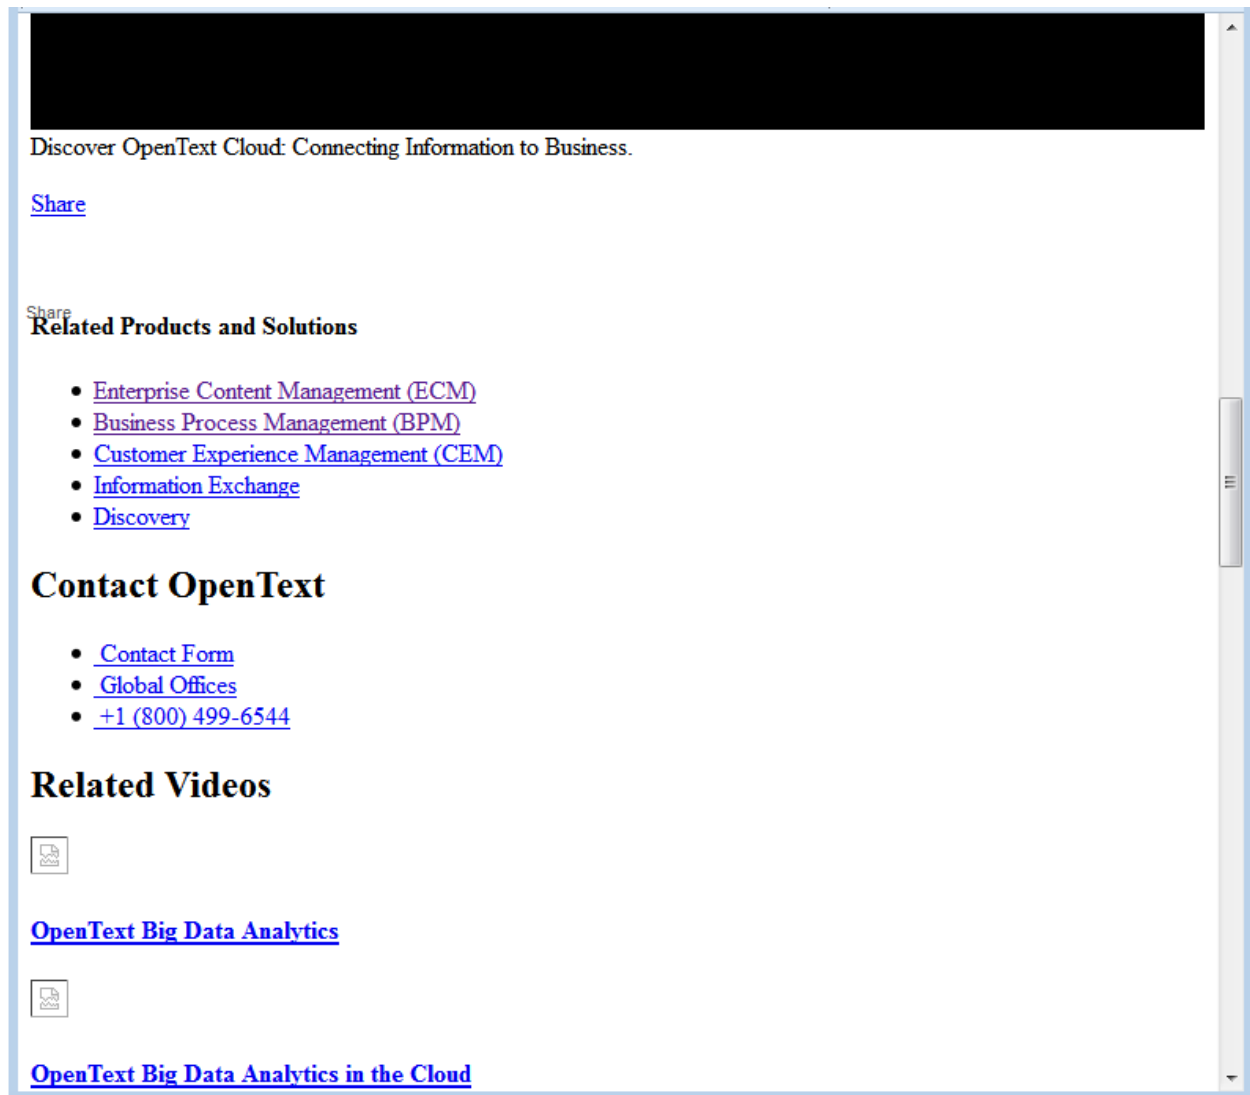 Discover OpenText Cloud: Connecting Information to Business.
Share
Share
Related Products and Solutions
Enterprise Content Management (ECM)
Business Process Management (BPM)
Customer Experience Management (CEM)
Information Exchange
Discovery
Contact OpenText
Contact Form
Global Offices
+1 (800) 499-6544
Related Videos
OpenText Big Data Analytics
OpenText Big Data Analytics in the Cloud